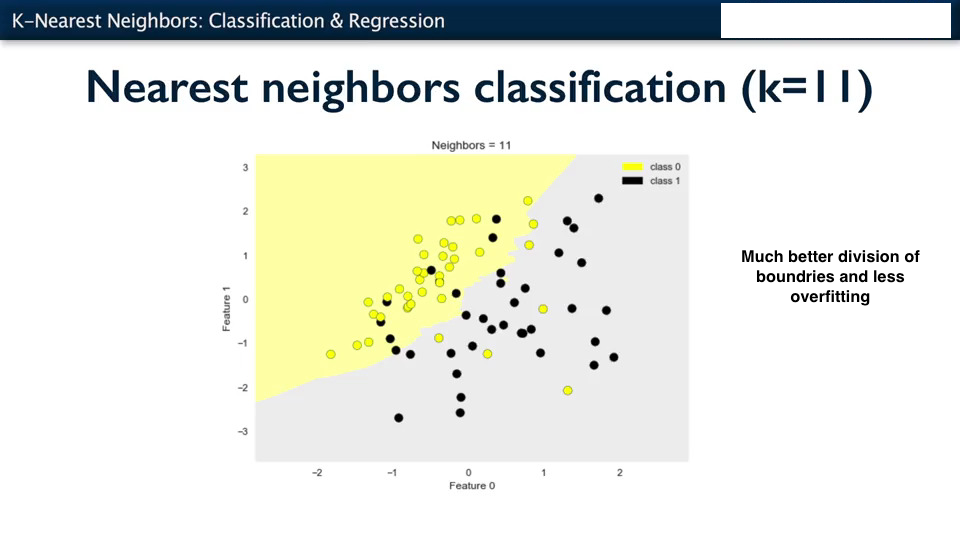 K-Nearest Neighbors: Classification & Regression
Nearest neighbors classification (k=11)
Neighbors = 11
class 0
class 1
3
2
1
0
−1
−2
−3
Feature 1
−2
−1
0
1
2
Feature 0
Much better division of
boundries and less
overfitting